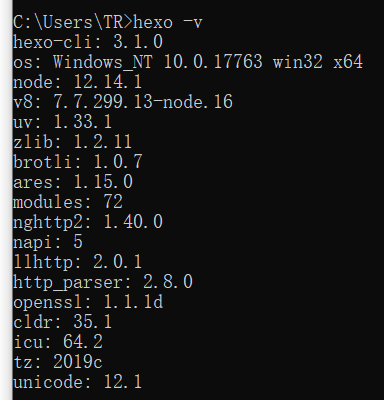 C:\Users\TR>hexo -v
hexo-cli: 3.1.0
os: Windows_NT 10.0.17763 win32 x64
node: 12.14.1
v8: 7.7.299.13-node.16
uv: 1.33.1
zlib: 1.2.11
brotli: 1.0.7
ares: 1.15.0
modules: 72
nghttp2: 1.40.0
napi: 5
llhttp: 2.0.1
http_parser: 2.8.0
openssl: 1.1.1d
cldr: 35.1
icu: 64.2
tz: 2019c
unicode: 12.1